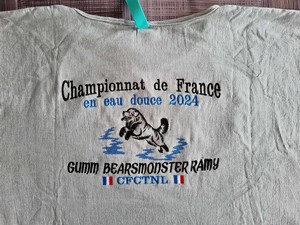 Championnat de France
en eau douce 2024
GUMM BEARSMONSTER RAMY
CFCTNL